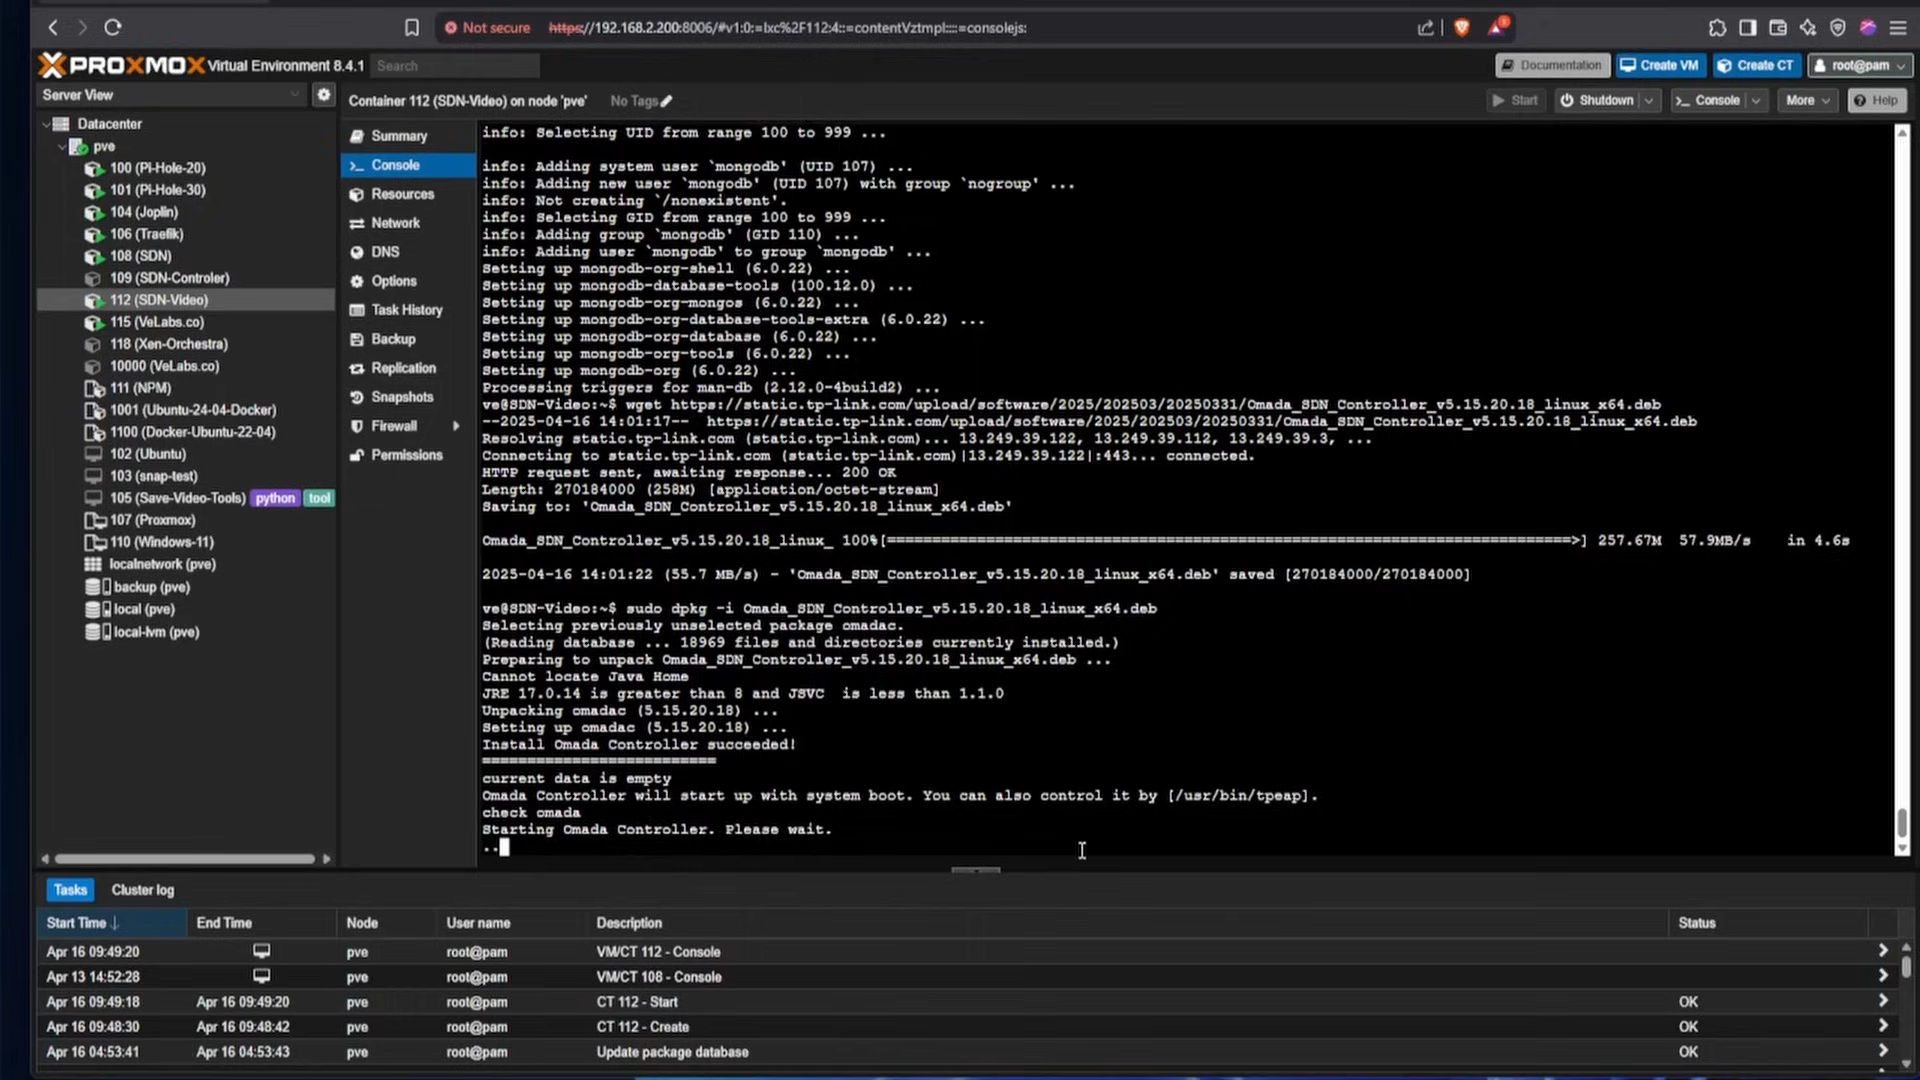 Not secure https://192.168.2.200:8006/#v1:0:=lxc%2F112:4::=contentVztmpl::::=consolejs:
PROXMOX Virtual Environment 8.4.1 Search
Documentation Create VM Create CT root@pam
Server View
Container 112 (SDN-Video) on node 'pve' No Tags
Start Shutdown Console More Help
Datacenter
pve
100 (Pi-Hole-20)
101 (Pi-Hole-30)
104 (Joplin)
106 (Traefik)
108 (SDN)
109 (SDN-Controler)
112 (SDN-Video)
115 (VeLabs.co)
118 (Xen-Orchestra)
10000 (VeLabs.co)
111 (NPM)
1001 (Ubuntu-24-04-Docker)
1100 (Docker-Ubuntu-22-04)
102 (Ubuntu)
103 (snap-test)
105 (Save-Video-Tools) python tool
107 (Proxmox)
110 (Windows-11)
localnetwork (pve)
backup (pve)
local (pve)
local-lvm (pve)
Summary
Console
Resources
Network
DNS
Options
Task History
Backup
Replication
Snapshots
Firewall
Permissions
info: Selecting UID from range 100 to 999 ...
info: Adding system user `mongodb' (UID 107) ...
info: Adding new user `mongodb' (UID 107) with group `nogroup' ...
info: Not creating `/nonexistent'.
info: Selecting GID from range 100 to 999 ...
info: Adding group `mongodb' (GID 110) ...
info: Adding user `mongodb' to group `mongodb' ...
Setting up mongodb-org-shell (6.0.22) ...
Setting up mongodb-database-tools (100.12.0) ...
Setting up mongodb-org-mongos (6.0.22) ...
Setting up mongodb-org-database-tools-extra (6.0.22) ...
Setting up mongodb-org-database (6.0.22) ...
Setting up mongodb-org-tools (6.0.22) ...
Setting up mongodb-org (6.0.22) ...
Processing triggers for man-db (2.12.0-4build2) ...
ve@SDN-Video:~$ wget https://static.tp-link.com/upload/software/2025/202503/20250331/Omada_SDN_Controller_v5.15.20.18_linux_x64.deb
--2025-04-16 14:01:17-- https://static.tp-link.com/upload/software/2025/202503/20250331/Omada_SDN_Controller_v5.15.20.18_linux_x64.deb
Resolving static.tp-link.com (static.tp-link.com)... 13.249.39.122, 13.249.39.112, 13.249.39.3, ...
Connecting to static.tp-link.com (static.tp-link.com)|13.249.39.122|:443... connected.
HTTP request sent, awaiting response... 200 OK
Length: 270184000 (258M) [application/octet-stream]
Saving to: 'Omada_SDN_Controller_v5.15.20.18_linux_x64.deb'
Omada_SDN_Controller_v5.15.20.18_linux_ 100%[============================================================================>] 257.67M 57.9MB/s in 4.6s
2025-04-16 14:01:22 (55.7 MB/s) - 'Omada_SDN_Controller_v5.15.20.18_linux_x64.deb' saved [270184000/270184000]
ve@SDN-Video:~$ sudo dpkg -i Omada_SDN_Controller_v5.15.20.18_linux_x64.deb
Selecting previously unselected package omadac.
(Reading database ... 18969 files and directories currently installed.)
Preparing to unpack Omada_SDN_Controller_v5.15.20.18_linux_x64.deb ...
Cannot locate Java Home
JRE 17.0.14 is greater than 8 and JSVC is less than 1.1.0
Unpacking omadac (5.15.20.18) ...
Setting up omadac (5.15.20.18) ...
Install Omada Controller succeeded!
==========================
current data is empty
Omada Controller will start up with system boot. You can also control it by [/usr/bin/tpeap].
check omada
Starting Omada Controller. Please wait.
..
Tasks Cluster log
Start Time End Time Node User name Description Status
Apr 16 09:49:20 pve root@pam VM/CT 112 - Console
Apr 13 14:52:28 pve root@pam VM/CT 108 - Console
Apr 16 09:49:18 Apr 16 09:49:20 pve root@pam CT 112 - Start OK
Apr 16 09:48:30 Apr 16 09:48:42 pve root@pam CT 112 - Create OK
Apr 16 04:53:41 Apr 16 04:53:43 pve root@pam Update package database OK